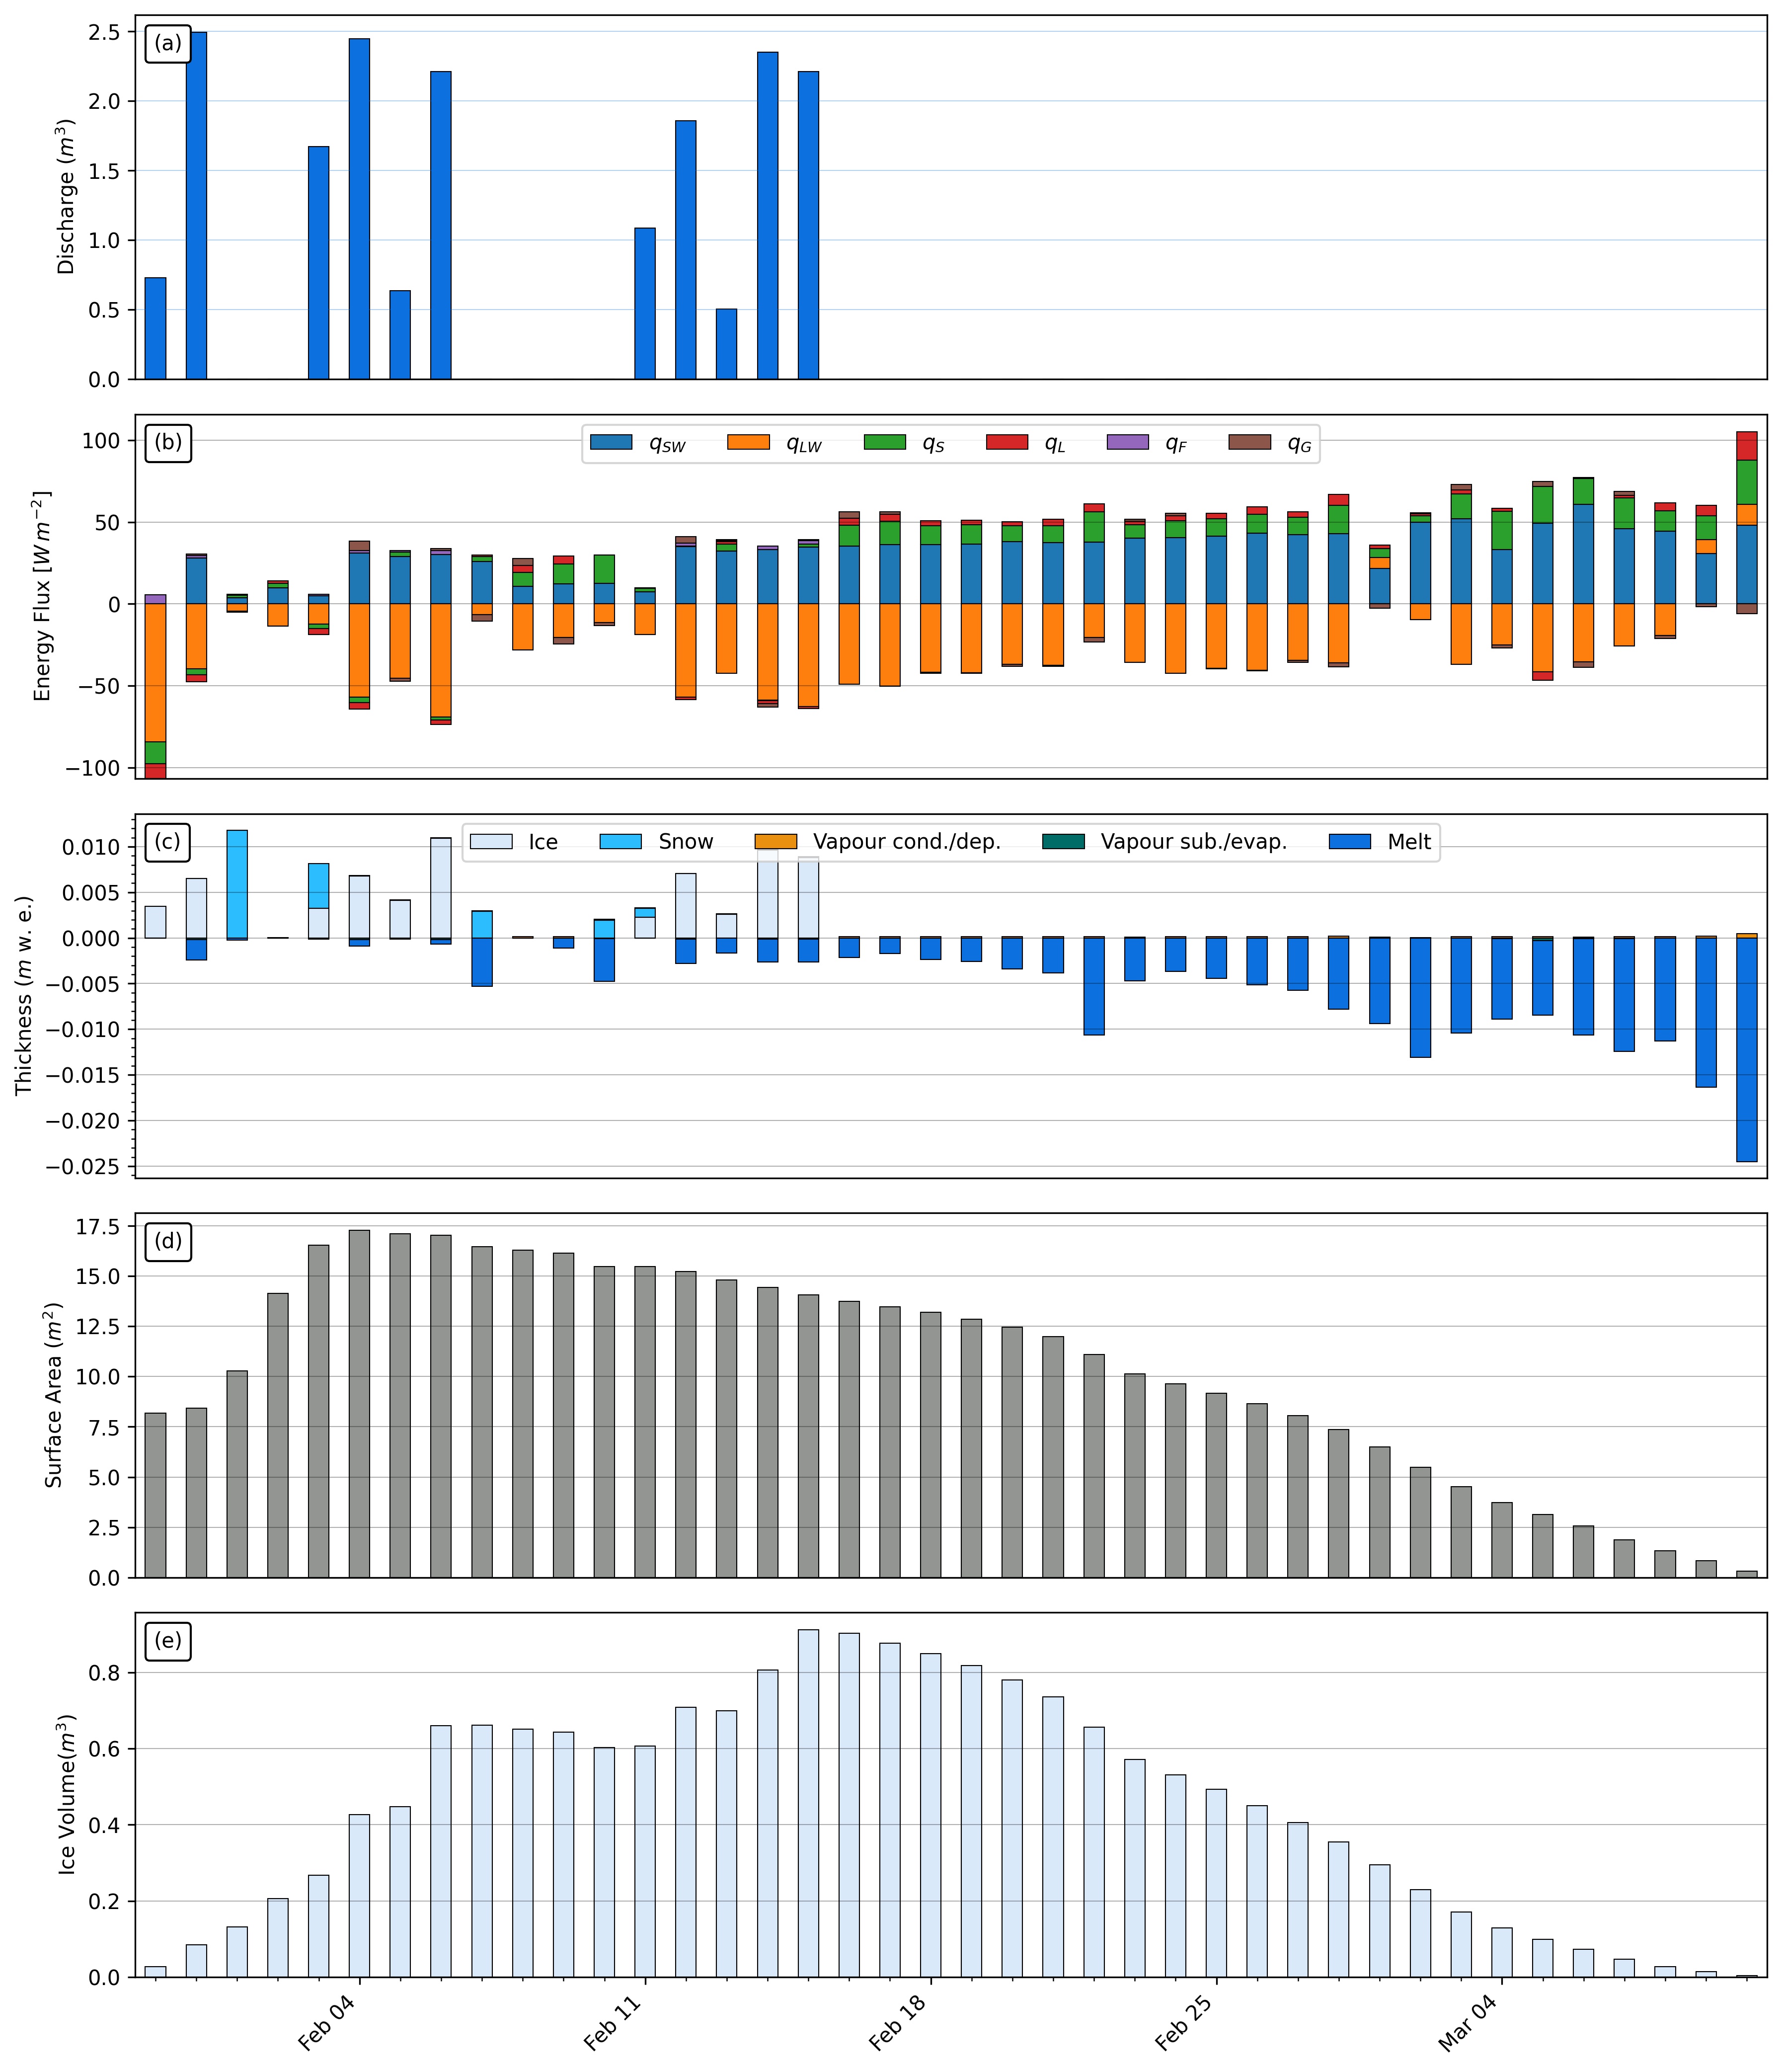 (a)
Discharge (m³)
2.5
2.0
1.5
1.0
0.5
0.0
(b)
q_SW q_LW q_S q_L q_F q_G
Energy Flux [W m⁻²]
100
50
0
−50
−100
(c)
Ice Snow Vapour cond./dep. Vapour sub./evap. Melt
Thickness (m w. e.)
0.010
0.005
0.000
−0.005
−0.010
−0.015
−0.020
−0.025
(d)
Surface Area (m²)
17.5
15.0
12.5
10.0
7.5
5.0
2.5
0.0
(e)
Ice Volume(m³)
0.8
0.6
0.4
0.2
0.0
Feb 04 Feb 11 Feb 18 Feb 25 Mar 04